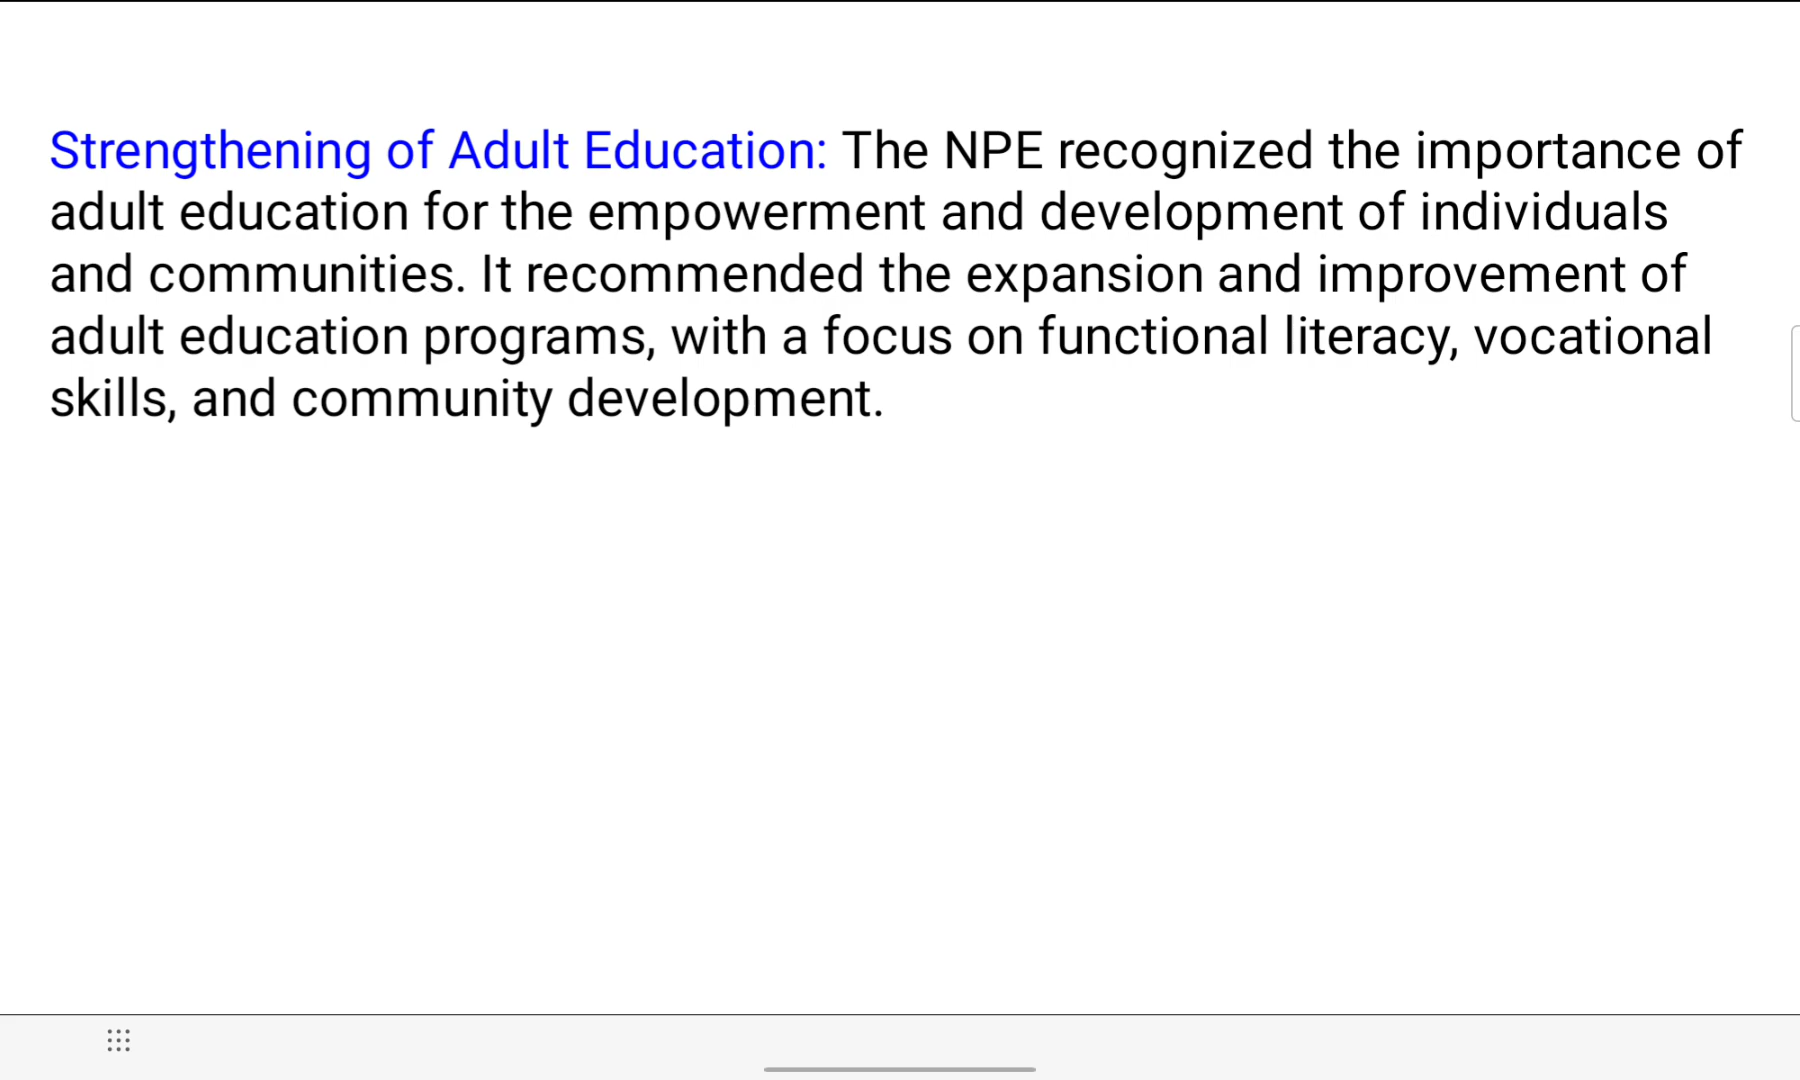 Strengthening of Adult Education: The NPE recognized the importance of
adult education for the empowerment and development of individuals
and communities. It recommended the expansion and improvement of
adult education programs, with a focus on functional literacy, vocational
skills, and community development.